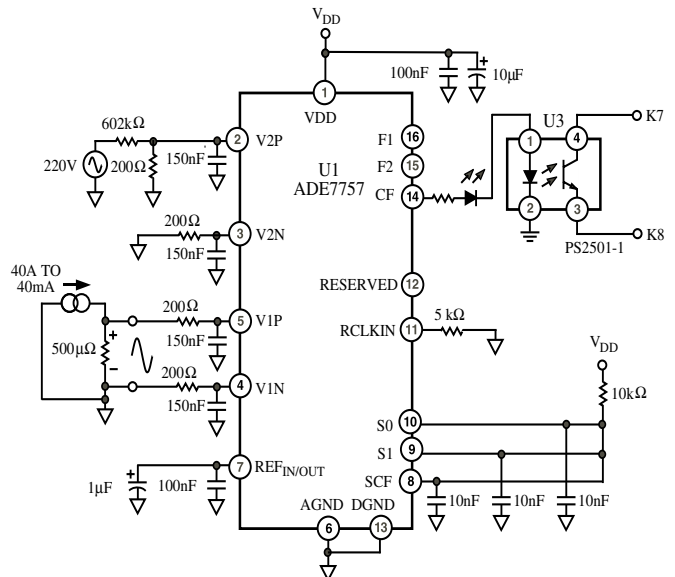 VDD
100nF
10µF
1
VDD
602kΩ
2
V2P
220V
200Ω
150nF
U1
ADE7757
F1
16
F2
15
CF
14
U3
1
4
K7
2
3
K8
PS2501-1
200Ω
3
V2N
150nF
40A TO
40mA
RESERVED
12
200Ω
5
V1P
500µΩ
+
−
150nF
RCLKIN
11
5 kΩ
200Ω
4
V1N
150nF
VDD
10kΩ
S0
10
S1
9
SCF
8
10nF
10nF
10nF
7
REFIN/OUT
1µF
+
100nF
AGND
DGND
6
13